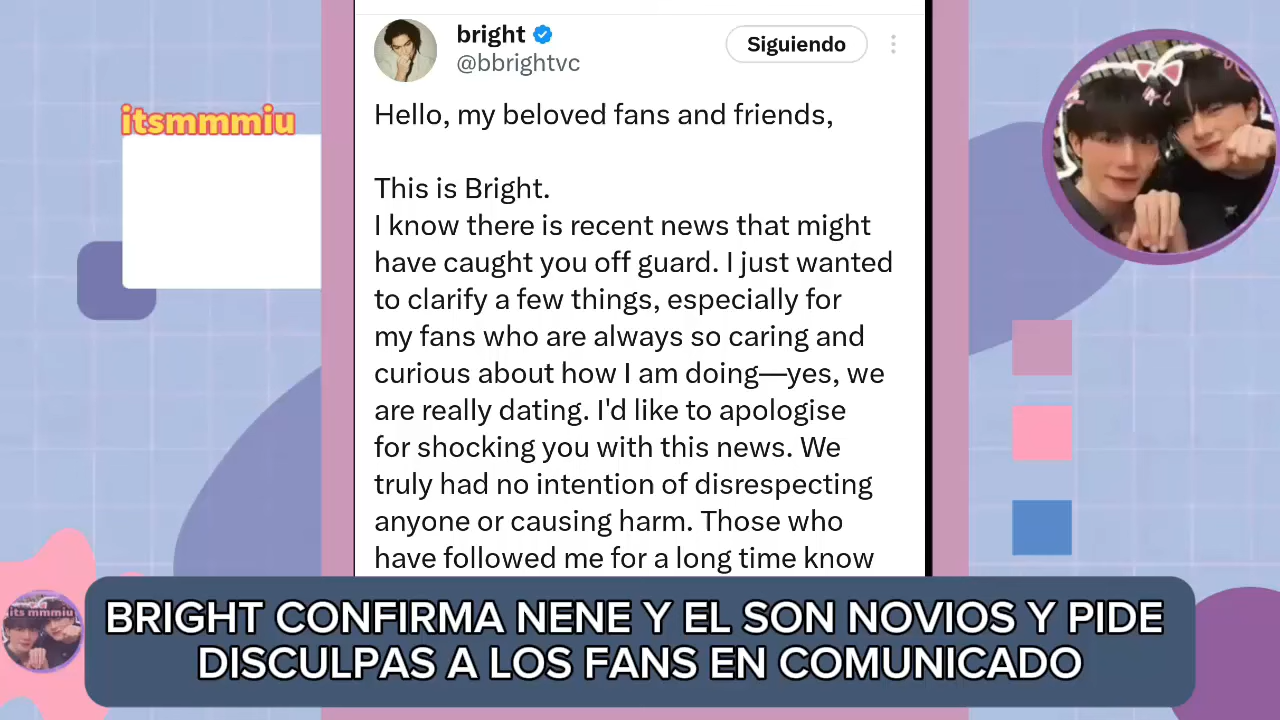 bright
@bbrightvc
Siguiendo
itsmmmiu
Hello, my beloved fans and friends,
This is Bright.
I know there is recent news that might
have caught you off guard. I just wanted
to clarify a few things, especially for
my fans who are always so caring and
curious about how I am doing—yes, we
are really dating. I'd like to apologise
for shocking you with this news. We
truly had no intention of disrespecting
anyone or causing harm. Those who
have followed me for a long time know
its mmmiu
BRIGHT CONFIRMA NENE Y EL SON NOVIOS Y PIDE
DISCULPAS A LOS FANS EN COMUNICADO